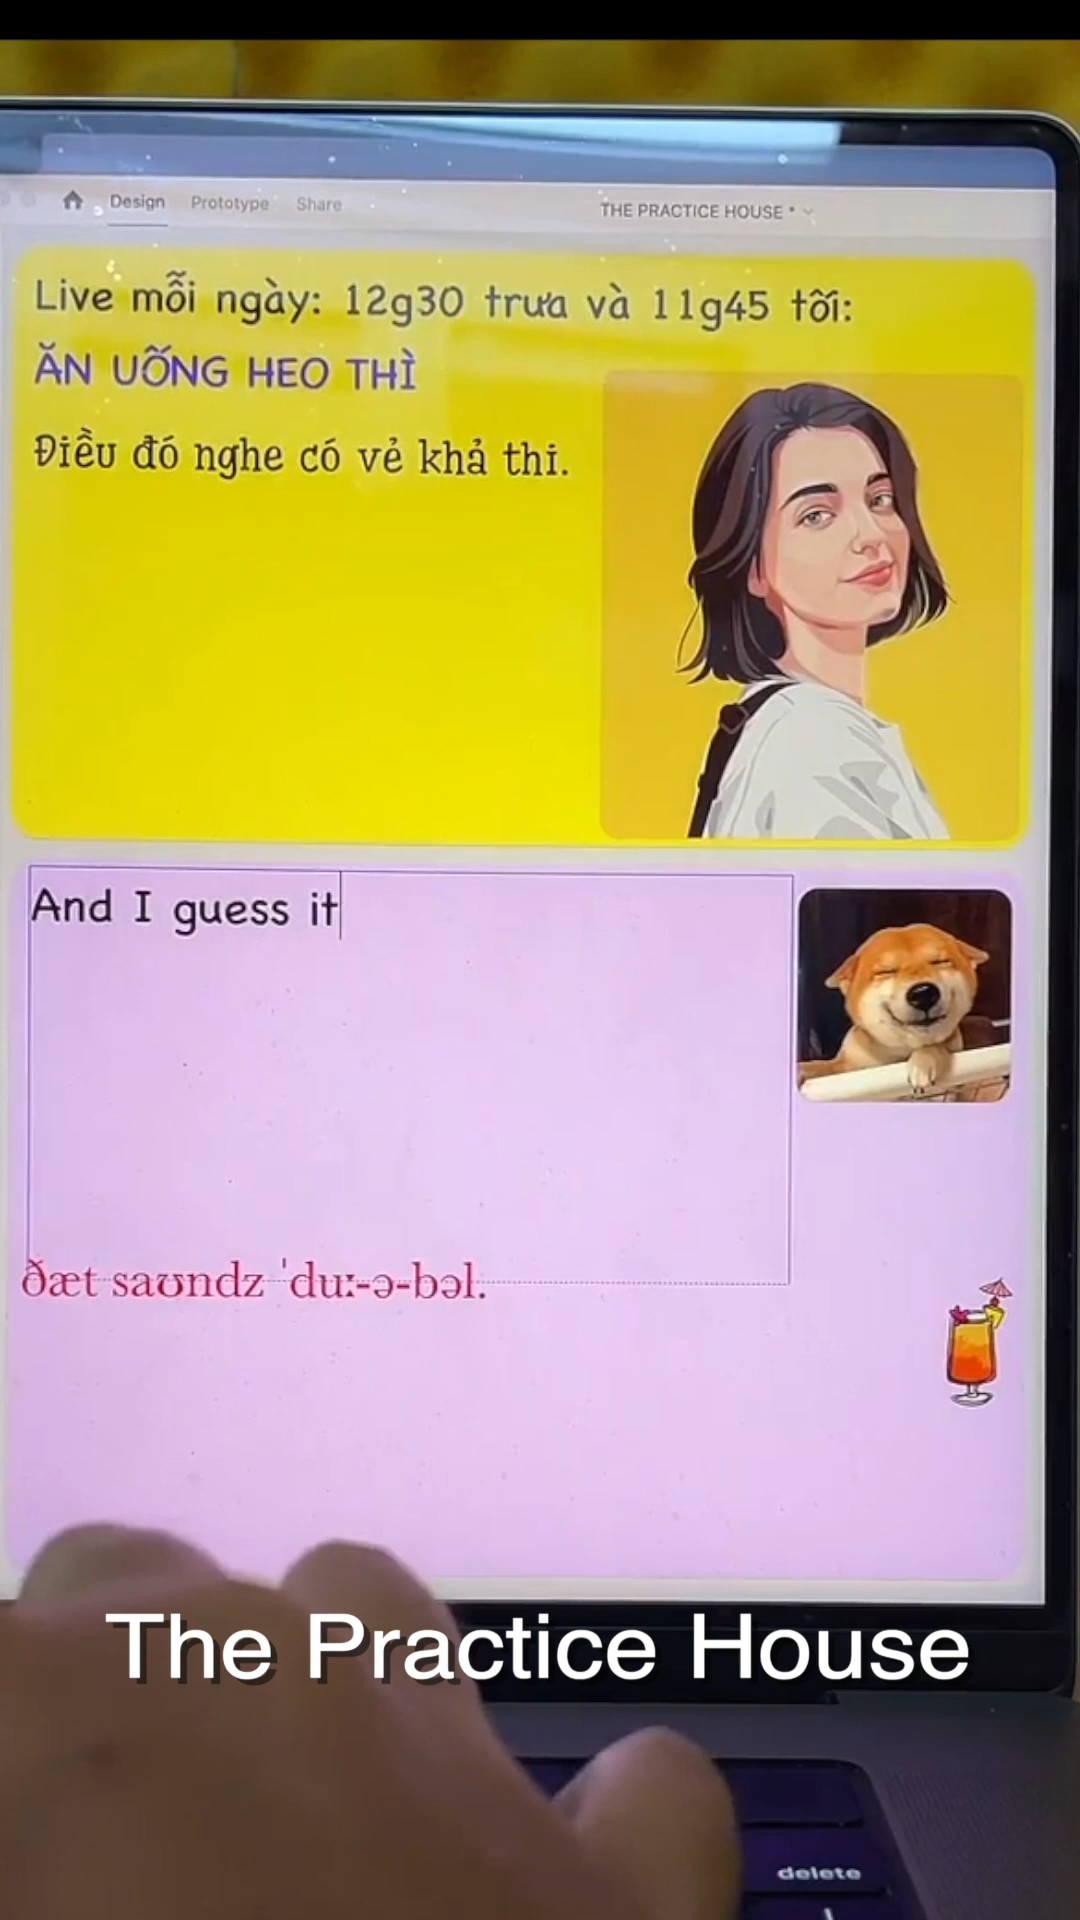 Design Prototype Share
THE PRACTICE HOUSE *
Live mỗi ngày: 12g30 trưa và 11g45 tối:
ĂN UỐNG HEO THÌ
Điều đó nghe có vẻ khả thi.
And I guess it
ðæt saʊndz ˈduː-ə-bəl.
The Practice House
delete